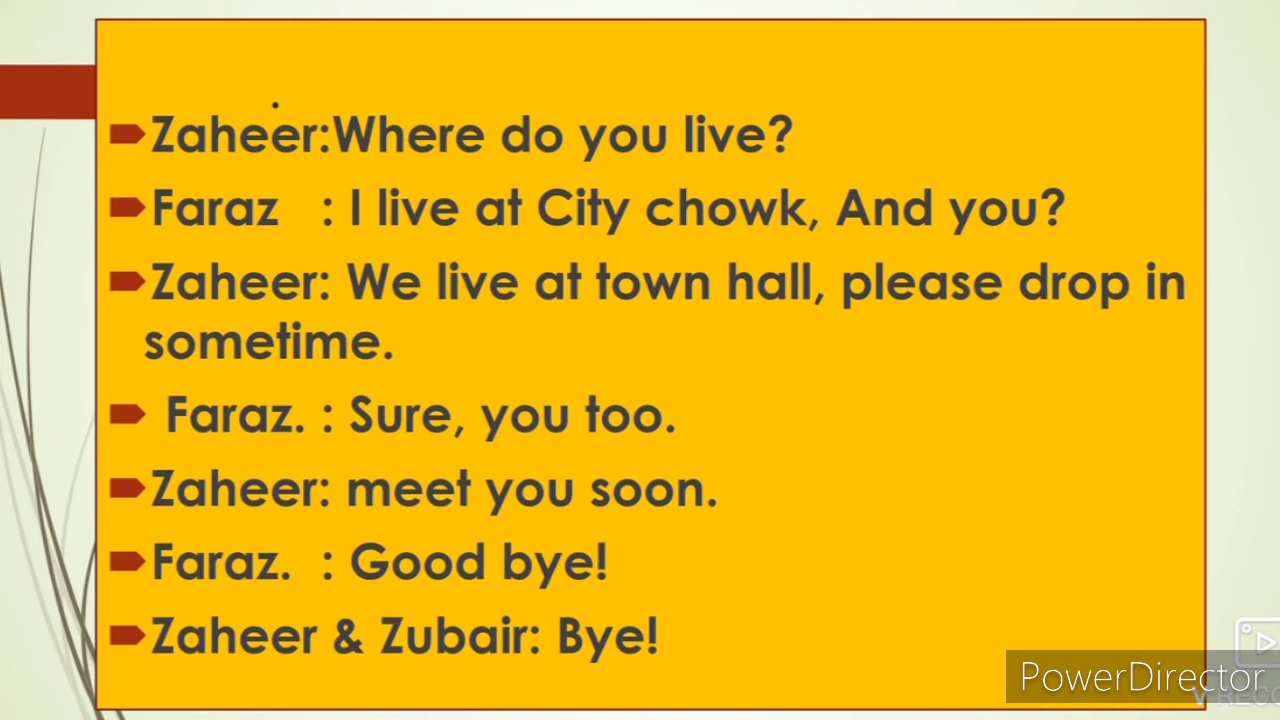 Zaheer:Where do you live?
Faraz : I live at City chowk, And you?
Zaheer: We live at town hall, please drop in
sometime.
Faraz. : Sure, you too.
Zaheer: meet you soon.
Faraz. : Good bye!
Zaheer & Zubair: Bye!
PowerDirector